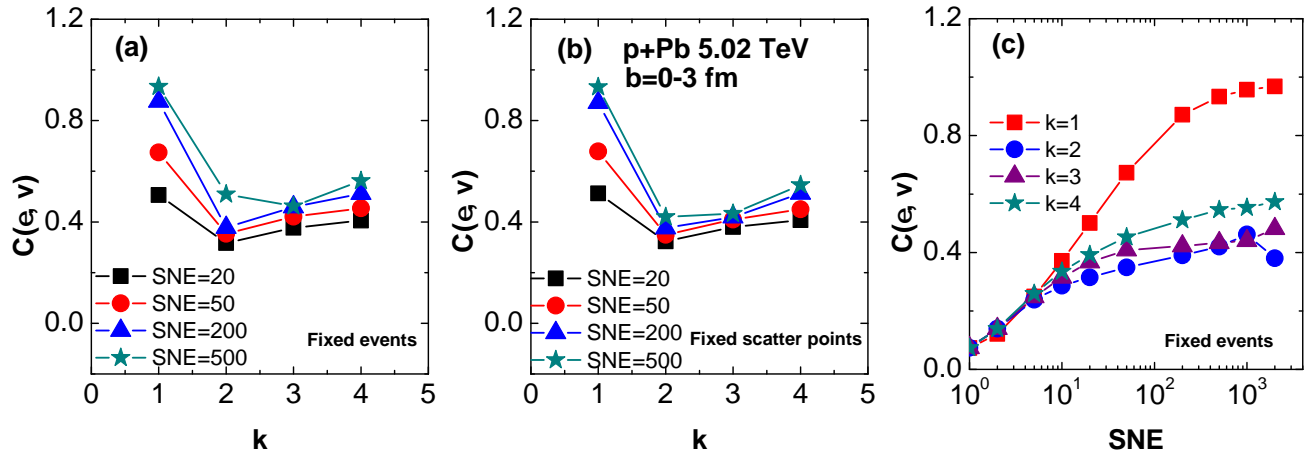 (a)
C(e, v)
1.2
0.8
0.4
0.0
SNE=20
SNE=50
SNE=200
SNE=500
Fixed events
0 1 2 3 4 5
k
(b)
p+Pb 5.02 TeV
b=0-3 fm
C(e, v)
1.2
0.8
0.4
0.0
SNE=20
SNE=50
SNE=200
SNE=500
Fixed scatter points
0 1 2 3 4 5
k
(c)
C(e, v)
1.2
0.8
0.4
0.0
k=1
k=2
k=3
k=4
Fixed events
10⁰ 10¹ 10² 10³
SNE